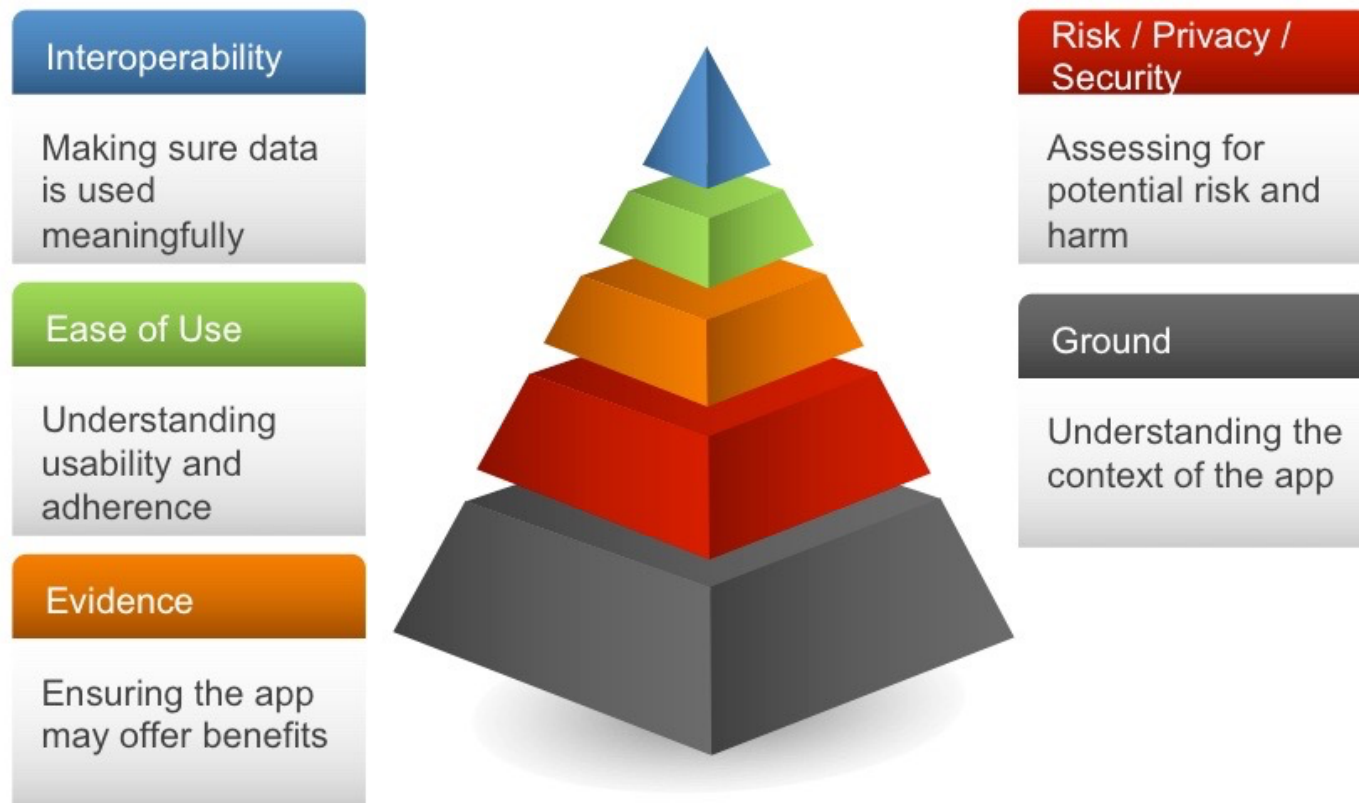 Interoperability
Making sure data
is used
meaningfully
Ease of Use
Understanding
usability and
adherence
Evidence
Ensuring the app
may offer benefits
Risk / Privacy /
Security
Assessing for
potential risk and
harm
Ground
Understanding the
context of the app